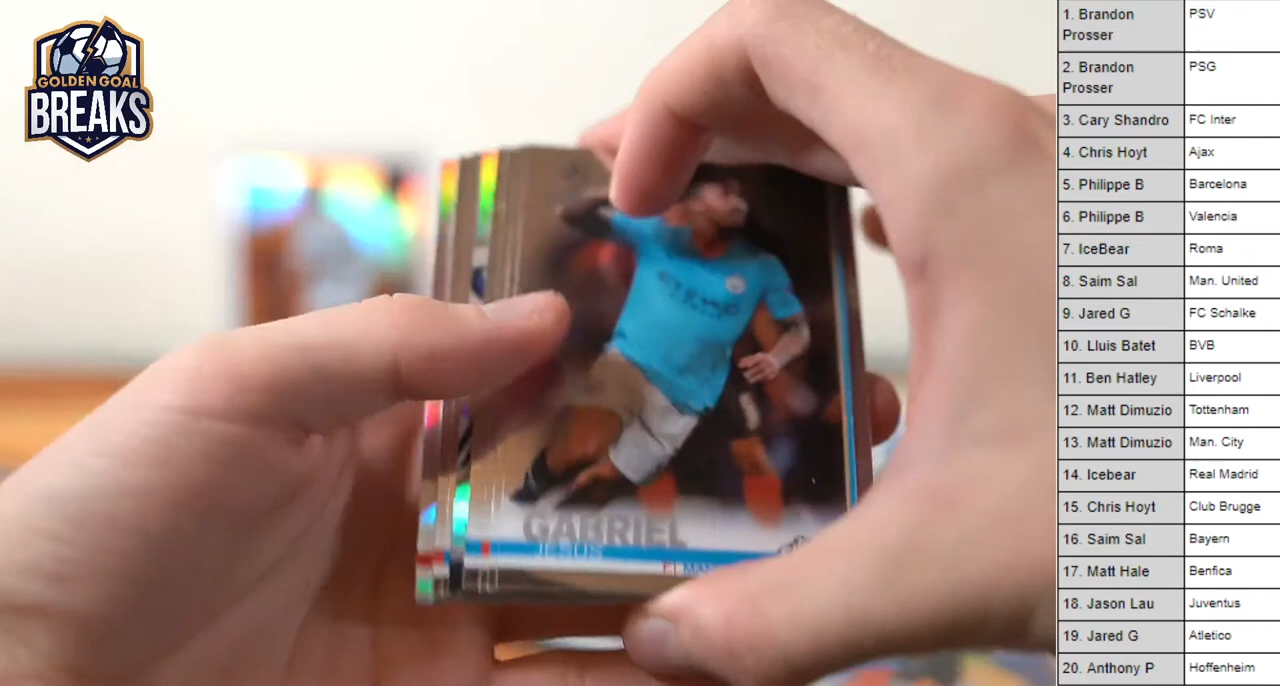 GOLDEN GOAL
BREAKS
GABRIEL
JESUS
1. Brandon Prosser PSV
2. Brandon Prosser PSG
3. Cary Shandro FC Inter
4. Chris Hoyt Ajax
5. Philippe B Barcelona
6. Philippe B Valencia
7. IceBear Roma
8. Saim Sal Man. United
9. Jared G FC Schalke
10. Lluis Batet BVB
11. Ben Hatley Liverpool
12. Matt Dimuzio Tottenham
13. Matt Dimuzio Man. City
14. Icebear Real Madrid
15. Chris Hoyt Club Brugge
16. Saim Sal Bayern
17. Matt Hale Benfica
18. Jason Lau Juventus
19. Jared G Atletico
20. Anthony P Hoffenheim